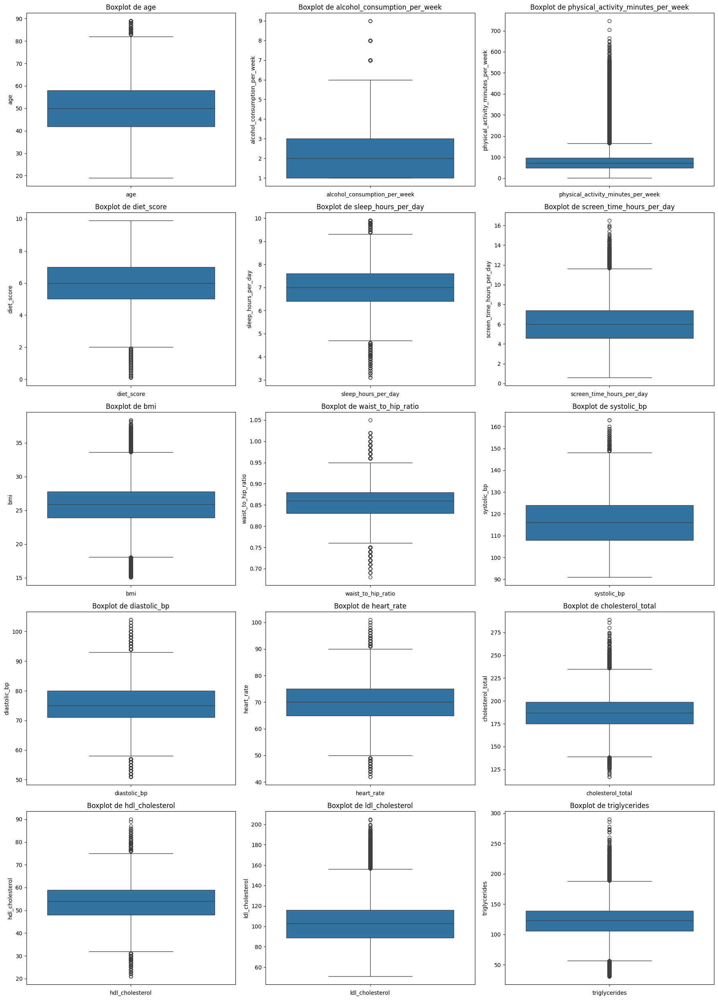 Boxplot de age
90
80
70
60
50
40
30
20
age
age
Boxplot de alcohol_consumption_per_week
9
8
7
6
5
4
3
2
1
alcohol_consumption_per_week
alcohol_consumption_per_week
Boxplot de physical_activity_minutes_per_week
700
600
500
400
300
200
100
0
physical_activity_minutes_per_week
physical_activity_minutes_per_week
Boxplot de diet_score
10
8
6
4
2
0
diet_score
diet_score
Boxplot de sleep_hours_per_day
10
9
8
7
6
5
4
3
sleep_hours_per_day
sleep_hours_per_day
Boxplot de screen_time_hours_per_day
16
14
12
10
8
6
4
2
0
screen_time_hours_per_day
screen_time_hours_per_day
Boxplot de bmi
35
30
25
20
15
bmi
bmi
Boxplot de waist_to_hip_ratio
1.05
1.00
0.95
0.90
0.85
0.80
0.75
0.70
waist_to_hip_ratio
waist_to_hip_ratio
Boxplot de systolic_bp
160
150
140
130
120
110
100
90
systolic_bp
systolic_bp
Boxplot de diastolic_bp
100
90
80
70
60
50
diastolic_bp
diastolic_bp
Boxplot de heart_rate
100
90
80
70
60
50
40
heart_rate
heart_rate
Boxplot de cholesterol_total
275
250
225
200
175
150
125
cholesterol_total
cholesterol_total
Boxplot de hdl_cholesterol
90
80
70
60
50
40
30
20
hdl_cholesterol
hdl_cholesterol
Boxplot de ldl_cholesterol
200
180
160
140
120
100
80
60
ldl_cholesterol
ldl_cholesterol
Boxplot de triglycerides
300
250
200
150
100
50
triglycerides
triglycerides